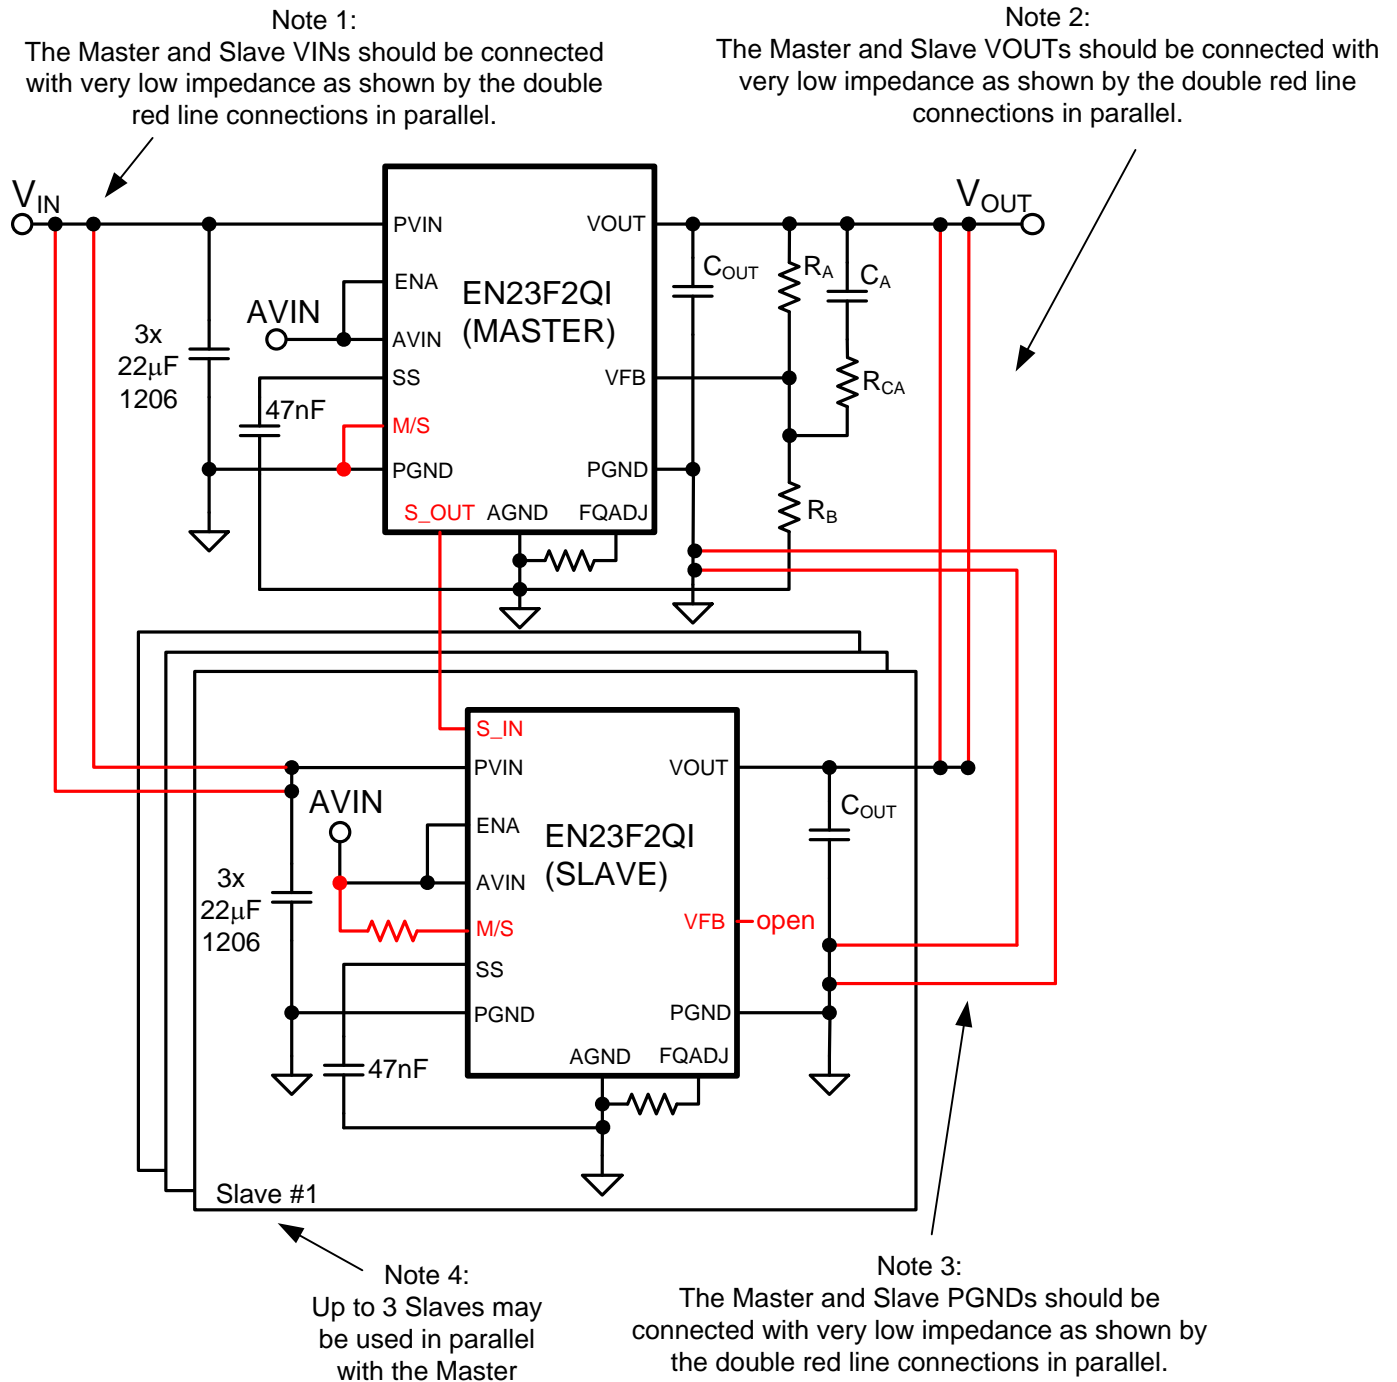 Note 1:
The Master and Slave VINs should be connected
with very low impedance as shown by the double
red line connections in parallel.
Note 2:
The Master and Slave VOUTs should be connected with
very low impedance as shown by the double red line
connections in parallel.
VIN
VOUT
PVIN
VOUT
COUT
RA
CA
ENA
EN23F2QI
(MASTER)
AVIN
AVIN
3x
22μF
1206
SS
VFB
RCA
47nF
M/S
PGND
PGND
S_OUT
AGND
FQADJ
RB
S_IN
PVIN
VOUT
AVIN
COUT
ENA
EN23F2QI
(SLAVE)
3x
22μF
1206
AVIN
M/S
VFB
open
SS
PGND
PGND
AGND
FQADJ
47nF
Slave #1
Note 4:
Up to 3 Slaves may
be used in parallel
with the Master
Note 3:
The Master and Slave PGNDs should be
connected with very low impedance as shown by
the double red line connections in parallel.